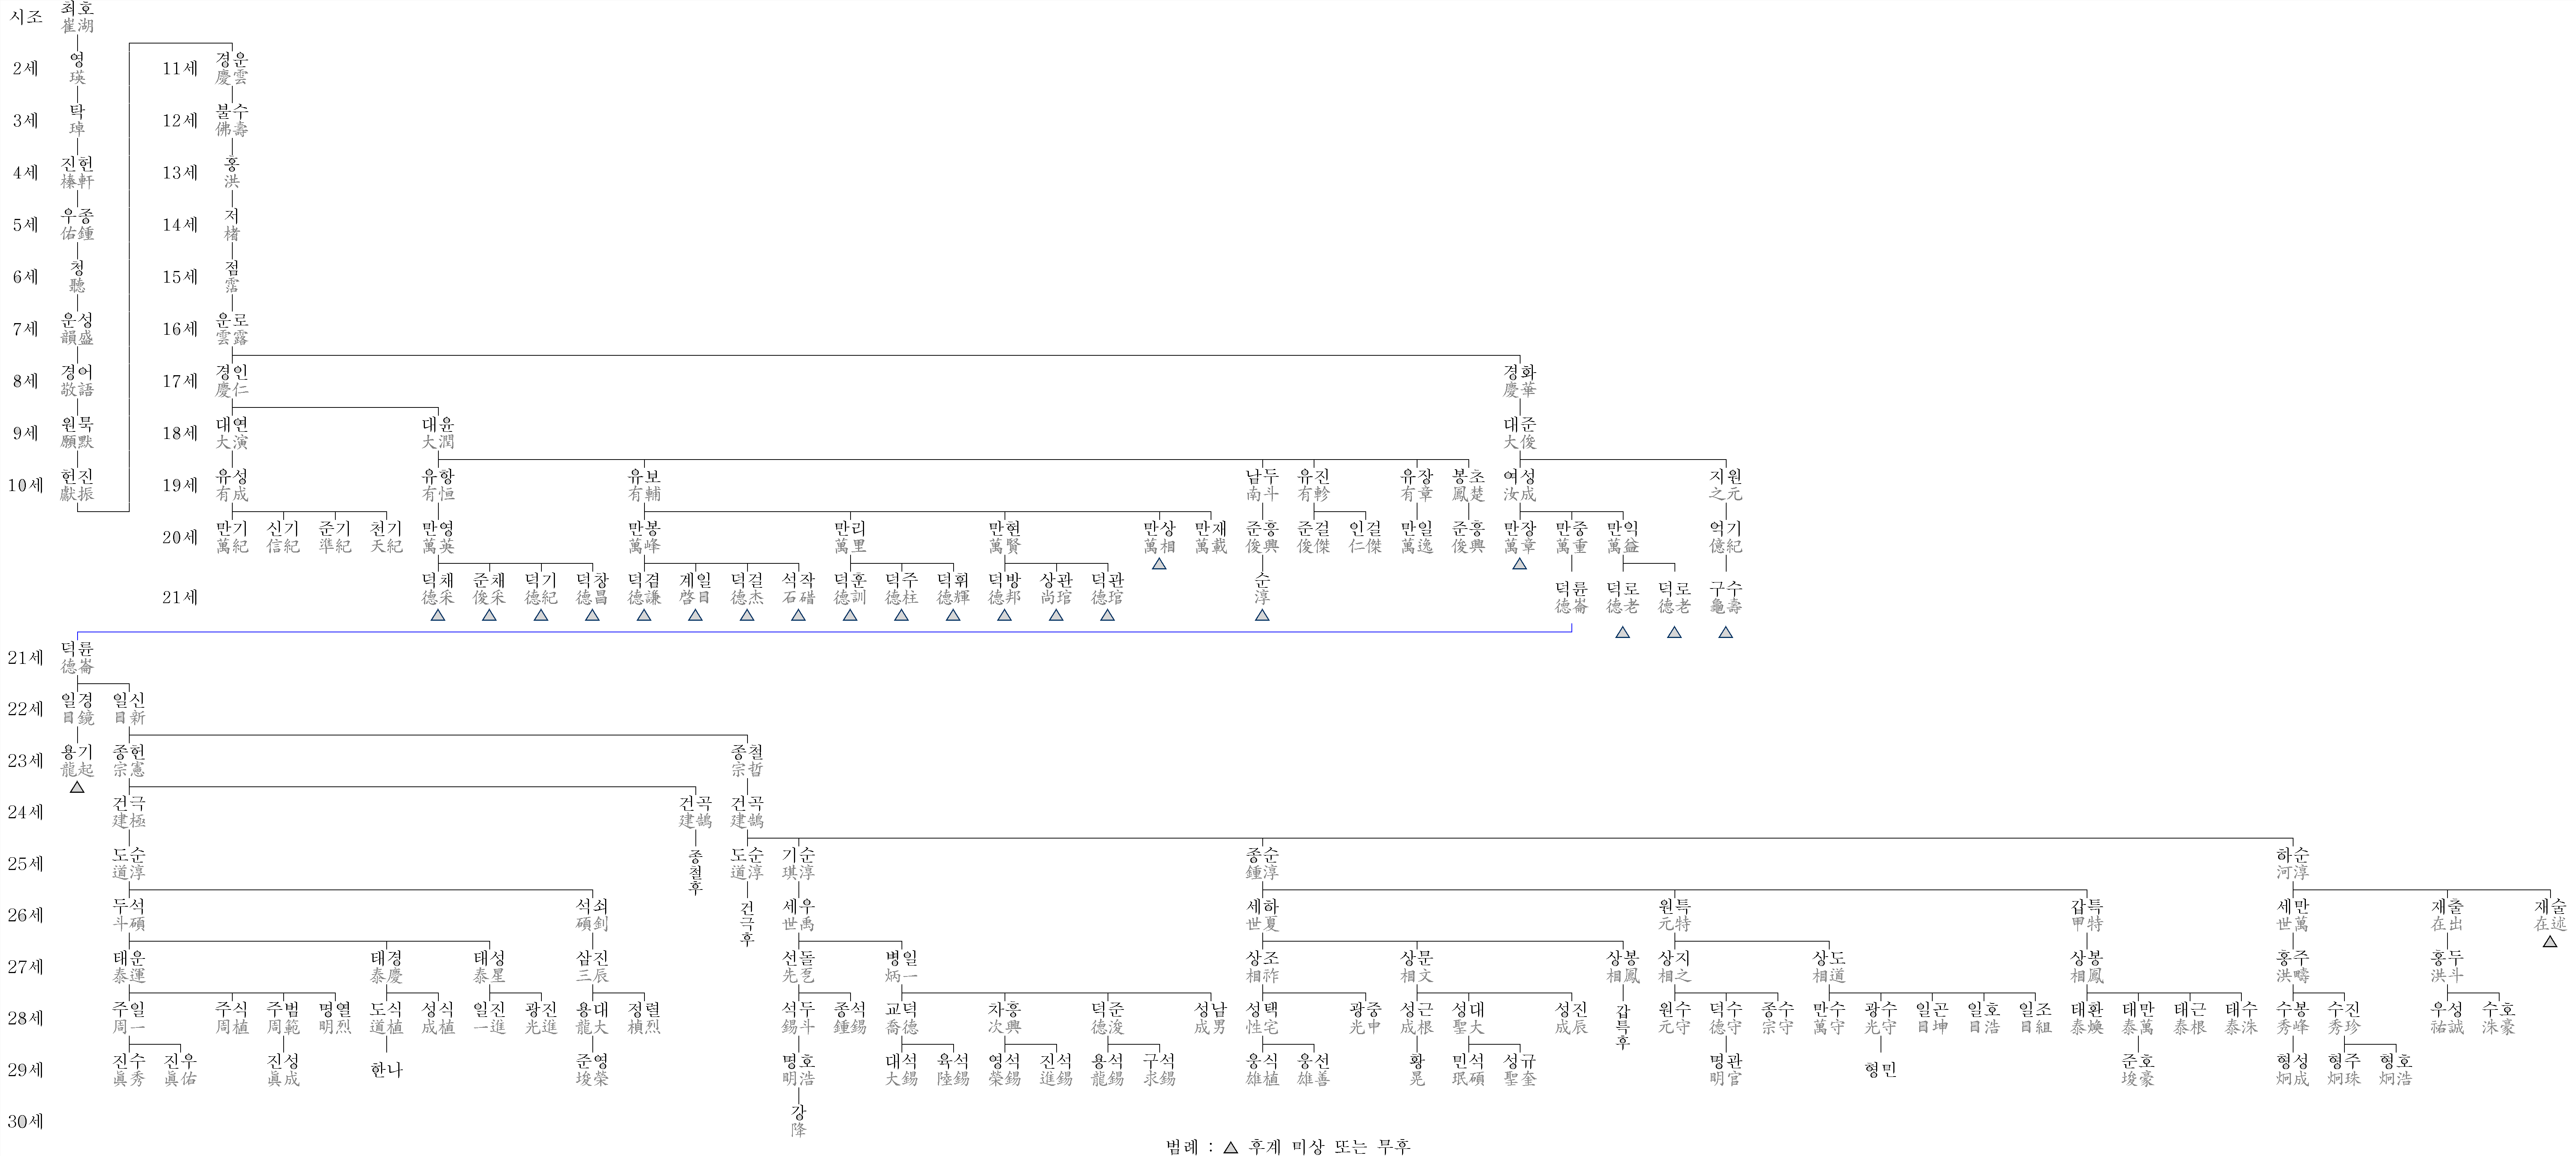 시조 최호
崔湖
2세 영 11세 경운
瑛 慶雲
3세 탁 12세 불수
琸 佛壽
4세 진헌 13세 홍
榛軒 洪
5세 우종 14세 저
佑鍾 楮
6세 청 15세 점
聽 霑
7세 운성 16세 운로
韻盛 雲露
8세 경어 17세 경인 경화
敬語 慶仁 慶華
9세 원묵 18세 대연 대윤 대준
願默 大演 大潤 大俊
10세 헌진 19세 유성 유항 유보 남두 유진 유장 봉초 여성 지원
獻振 有成 有恒 有輔 南斗 有軫 有章 鳳楚 汝成 之元
20세 만기 신기 준기 천기 만영 만봉 만리 만현 만상 만재 준흥 준걸 인걸 만일 준흥 만장 만중 만익 억기
萬紀 信紀 準紀 天紀 萬英 萬峰 萬里 萬賢 萬相 萬載 俊興 俊傑 仁傑 萬逸 俊興 萬章 萬重 萬益 億紀
21세 덕채 준채 덕기 덕창 덕겸 계일 덕걸 석작 덕훈 덕주 덕휘 덕방 상관 덕관 순 덕륜 덕로 덕로 구수
德采 俊采 德紀 德昌 德謙 啓日 德杰 石碏 德訓 德柱 德輝 德邦 尙琯 德琯 淳 德崙 德老 德老 龜壽
21세 덕륜
德崙
22세 일경 일신
日鏡 日新
23세 용기 종헌 종철
龍起 宗憲 宗哲
24세 건극 건곡 건곡
建極 建鵠 建鵠
25세 도순 종철후 도순 기순 종순 하순
道淳 道淳 琪淳 鍾淳 河淳
26세 두석 석쇠 건극후 세우 세하 원특 갑특 세만 재출 재술
斗碩 碩釗 世禹 世夏 元特 甲特 世萬 在出 在述
27세 태운 태경 태성 삼진 선돌 병일 상조 상문 상봉 상지 상도 상봉 홍주 홍두
泰運 泰慶 泰星 三辰 先乭 炳一 相祚 相文 相鳳 相之 相道 相鳳 洪疇 洪斗
28세 주일 주식 주범 명열 도식 성식 일진 광진 용대 정렬 석두 종석 교덕 차흥 덕준 성남 성택 광중 성근 성대 성진 갑특후 원수 덕수 종수 만수 광수 일곤 일호 일조 태환 태만 태근 태수 수봉 수진 우성 수호
周一 周植 周範 明烈 道植 成植 一進 光進 龍大 楨烈 錫斗 鍾錫 喬德 次興 德浚 成男 性宅 光中 成根 聖大 成辰 元守 德守 宗守 萬守 光守 日坤 日浩 日組 泰煥 泰萬 泰根 泰洙 秀峰 秀珍 祐誠 洙豪
29세 진수 진우 진성 한나 준영 명호 대석 육석 영석 진석 용석 구석 웅식 웅선 황 민석 성규 명관 형민 준호 형성 형주 형호
眞秀 眞佑 眞成 埈榮 明浩 大錫 陸錫 榮錫 進錫 龍錫 求錫 雄植 雄善 晃 珉碩 聖奎 明官 埈豪 炯成 炯珠 炯浩
30세 강
降
범례 : △ 후계 미상 또는 무후